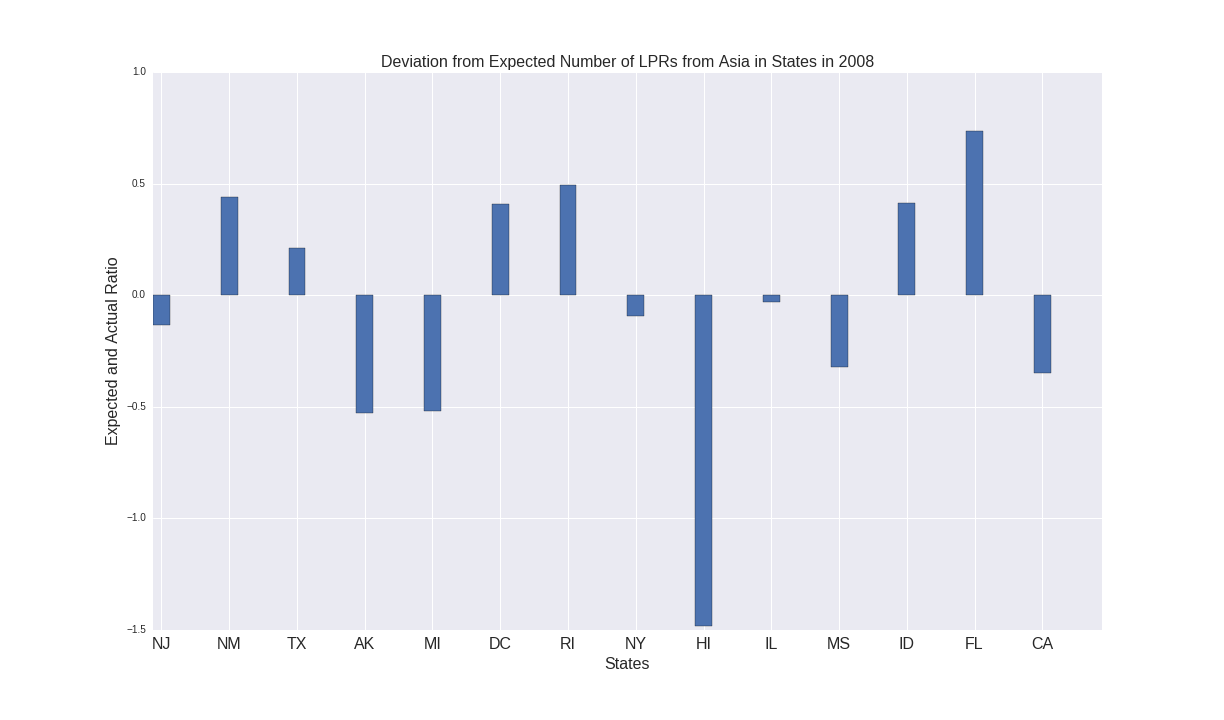 Deviation from Expected Number of LPRs from Asia in States in 2008
1.0
0.5
0.0
−0.5
−1.0
−1.5
Expected and Actual Ratio
NJ NM TX AK MI DC RI NY HI IL MS ID FL CA
States